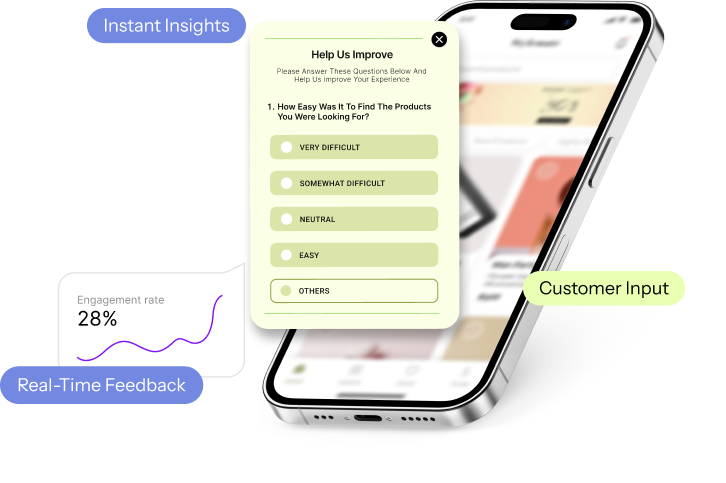 Instant Insights
Help Us Improve
Please Answer These Questions Below And
Help Us Improve Your Experience
1. How Easy Was It To Find The Products
You Were Looking For?
VERY DIFFICULT
SOMEWHAT DIFFICULT
NEUTRAL
EASY
OTHERS
Customer Input
Engagement rate
28%
Real-Time Feedback